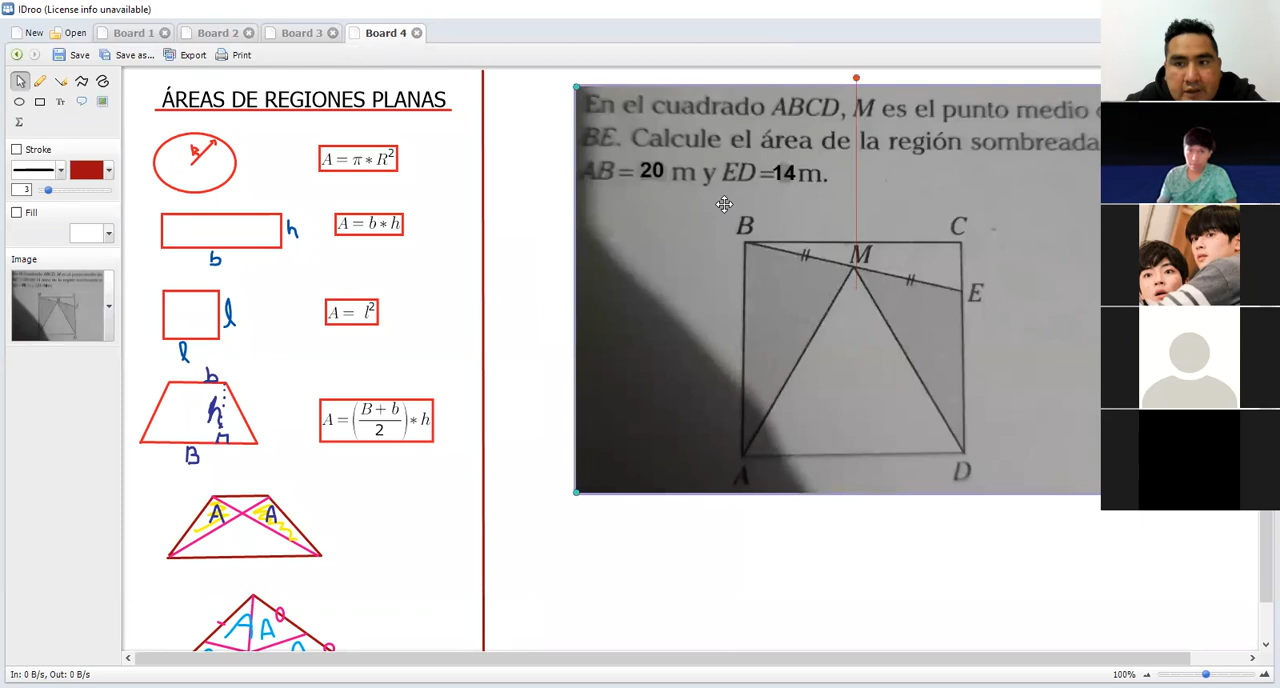 IDroo (License info unavailable)
New Open Board 1 Board 2 Board 3 Board 4
Save Save as... Export Print
Tr
Σ
Stroke
3
Fill
Image
ÁREAS DE REGIONES PLANAS
R
A = π * R²
h
b
A = b * h
l
l
A = l²
b
h
B
A = (B + b / 2) * h
A A
A A
En el cuadrado ABCD, M es el punto medio
BE. Calcule el área de la región sombreada
AB = 20 m y ED = 14 m.
B C
M
E
A D
In: 0 B/s, Out: 0 B/s
100%